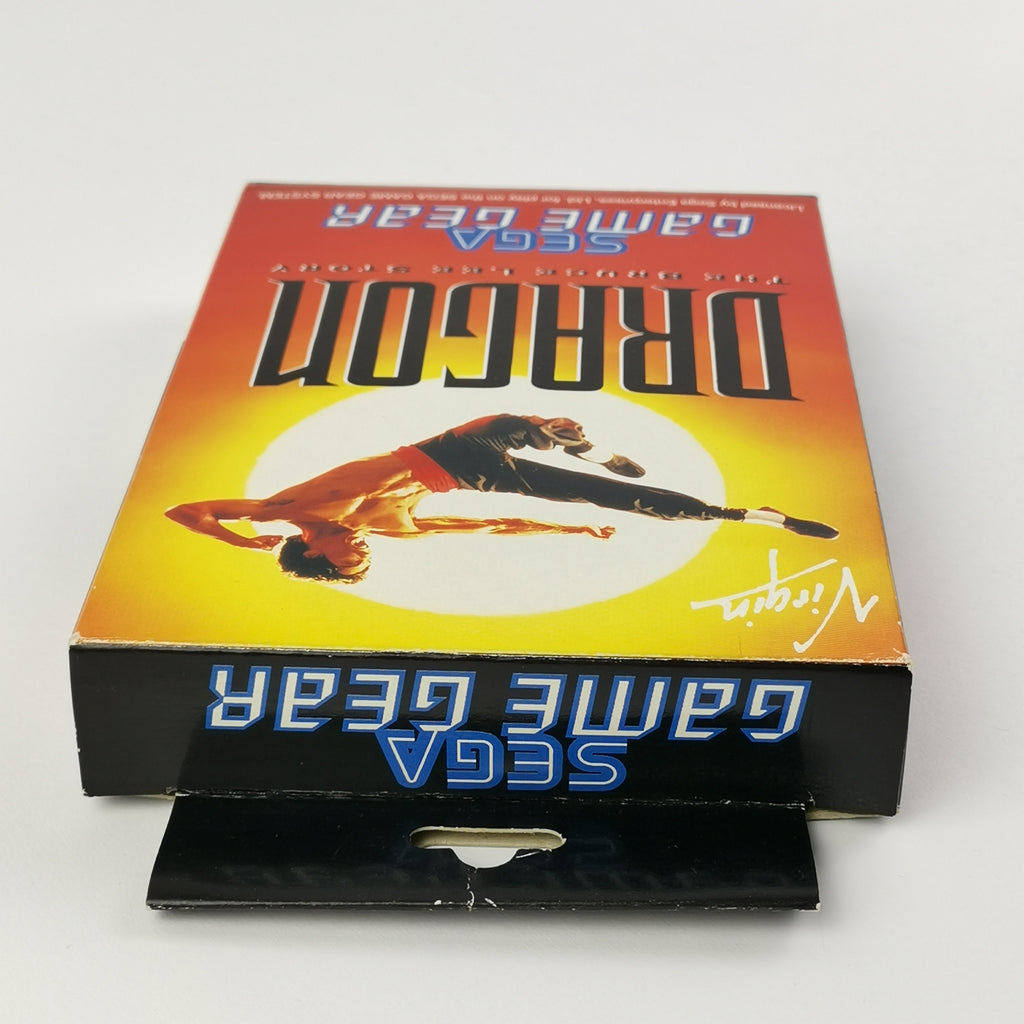 DRAGON
THE BRUCE LEE STORY
SEGA
GAME GEAR
Licensed by Sega Enterprises, Ltd. for play on the SEGA GAME GEAR SYSTEM.
Virgin
SEGA
GAME GEAR